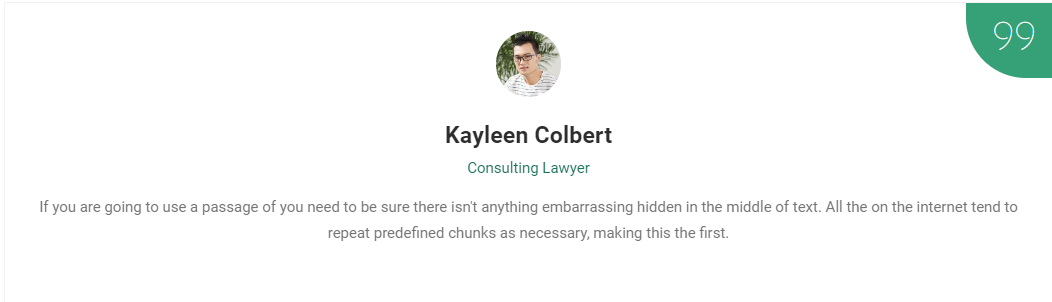 99
Kayleen Colbert
Consulting Lawyer
If you are going to use a passage of you need to be sure there isn't anything embarrassing hidden in the middle of text. All the on the internet tend to
repeat predefined chunks as necessary, making this the first.